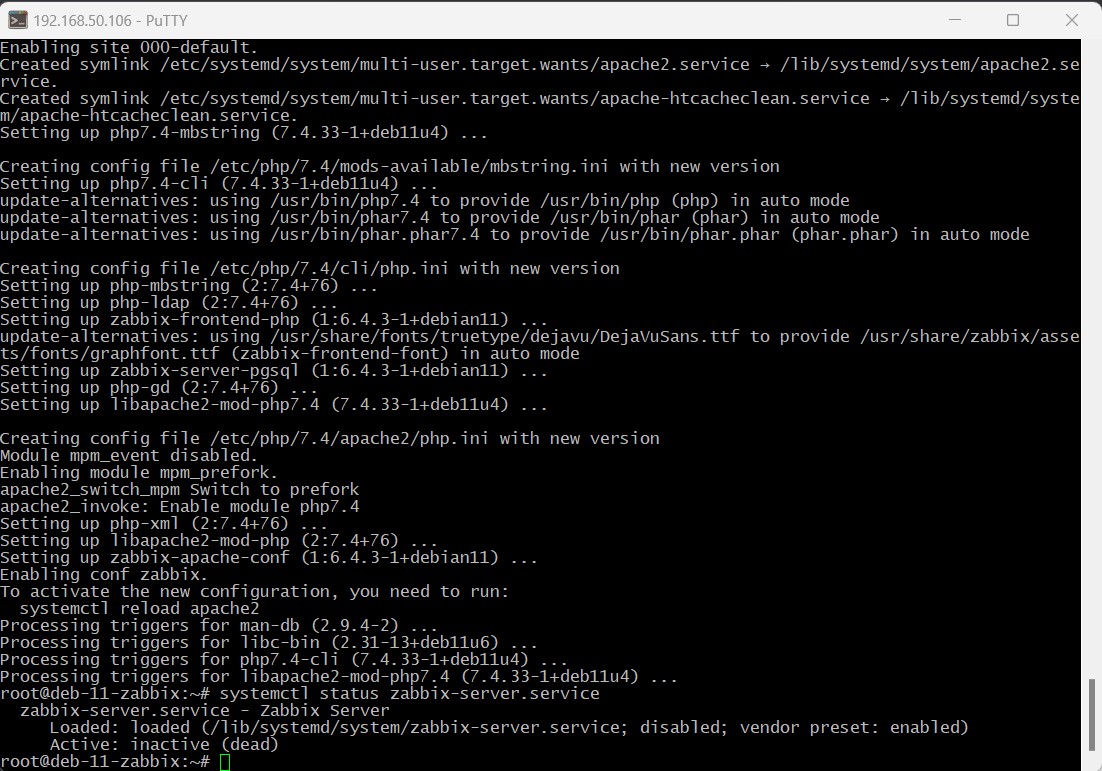 192.168.50.106 - PuTTY
Enabling site 000-default.
Created symlink /etc/systemd/system/multi-user.target.wants/apache2.service → /lib/systemd/system/apache2.se
rvice.
Created symlink /etc/systemd/system/multi-user.target.wants/apache-htcacheclean.service → /lib/systemd/syste
m/apache-htcacheclean.service.
Setting up php7.4-mbstring (7.4.33-1+deb11u4) ...
Creating config file /etc/php/7.4/mods-available/mbstring.ini with new version
Setting up php7.4-cli (7.4.33-1+deb11u4) ...
update-alternatives: using /usr/bin/php7.4 to provide /usr/bin/php (php) in auto mode
update-alternatives: using /usr/bin/phar7.4 to provide /usr/bin/phar (phar) in auto mode
update-alternatives: using /usr/bin/phar.phar7.4 to provide /usr/bin/phar.phar (phar.phar) in auto mode
Creating config file /etc/php/7.4/cli/php.ini with new version
Setting up php-mbstring (2:7.4+76) ...
Setting up php-ldap (2:7.4+76) ...
Setting up zabbix-frontend-php (1:6.4.3-1+debian11) ...
update-alternatives: using /usr/share/fonts/truetype/dejavu/DejaVuSans.ttf to provide /usr/share/zabbix/asse
ts/fonts/graphfont.ttf (zabbix-frontend-font) in auto mode
Setting up zabbix-server-pgsql (1:6.4.3-1+debian11) ...
Setting up php-gd (2:7.4+76) ...
Setting up libapache2-mod-php7.4 (7.4.33-1+deb11u4) ...
Creating config file /etc/php/7.4/apache2/php.ini with new version
Module mpm_event disabled.
Enabling module mpm_prefork.
apache2_switch_mpm Switch to prefork
apache2_invoke: Enable module php7.4
Setting up php-xml (2:7.4+76) ...
Setting up libapache2-mod-php (2:7.4+76) ...
Setting up zabbix-apache-conf (1:6.4.3-1+debian11) ...
Enabling conf zabbix.
To activate the new configuration, you need to run:
systemctl reload apache2
Processing triggers for man-db (2.9.4-2) ...
Processing triggers for libc-bin (2.31-13+deb11u6) ...
Processing triggers for php7.4-cli (7.4.33-1+deb11u4) ...
Processing triggers for libapache2-mod-php7.4 (7.4.33-1+deb11u4) ...
root@deb-11-zabbix:~# systemctl status zabbix-server.service
zabbix-server.service - Zabbix Server
Loaded: loaded (/lib/systemd/system/zabbix-server.service; disabled; vendor preset: enabled)
Active: inactive (dead)
root@deb-11-zabbix:~#